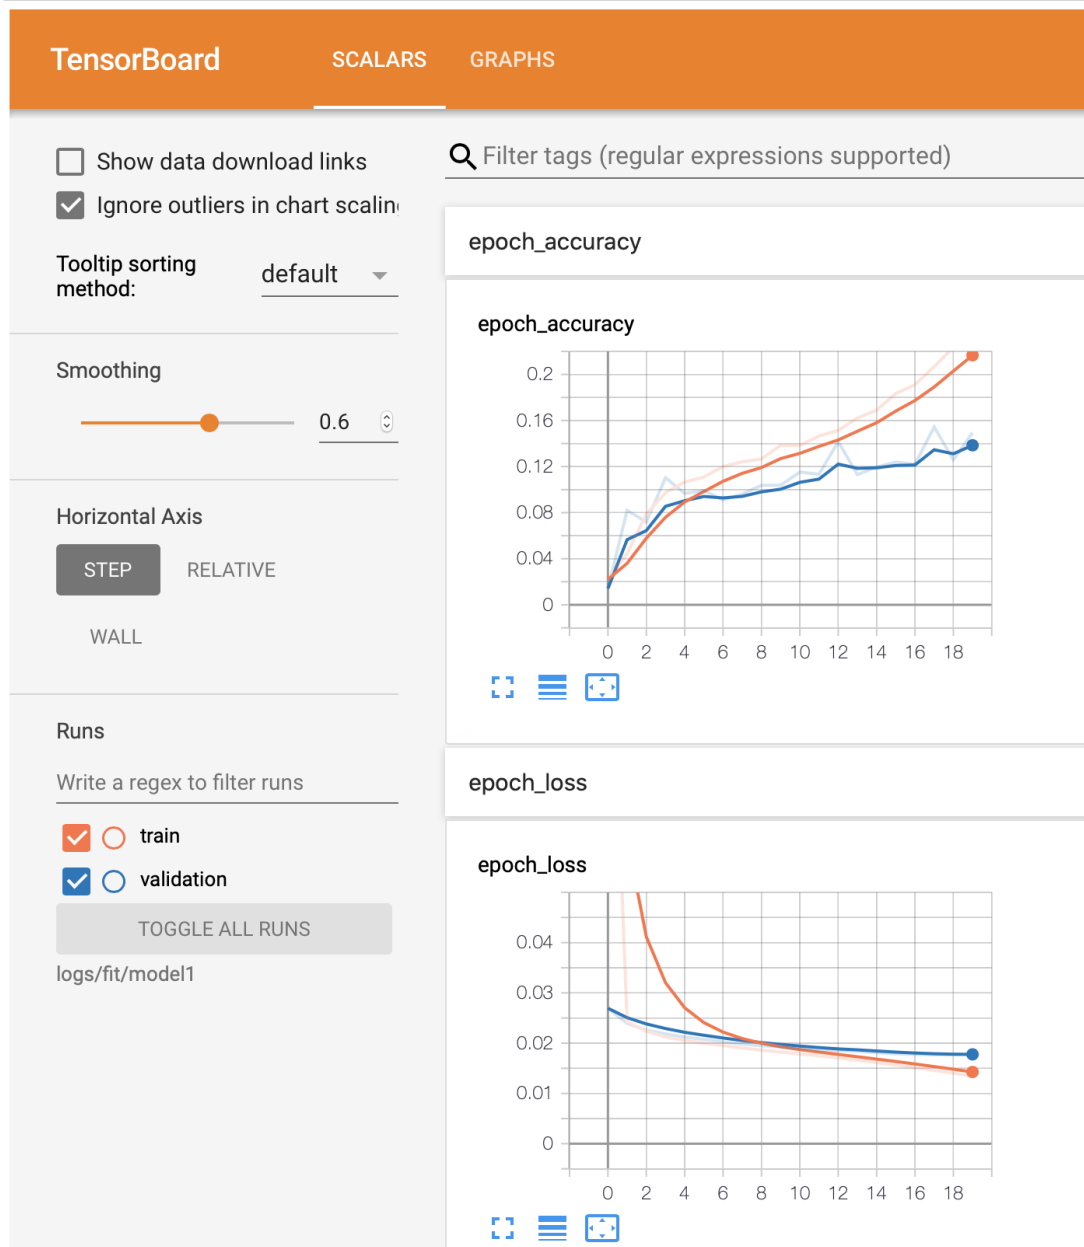 TensorBoard
SCALARS
GRAPHS
Show data download links
Ignore outliers in chart scaling
Tooltip sorting
method:
default
Smoothing
0.6
Horizontal Axis
STEP
RELATIVE
WALL
Runs
Write a regex to filter runs
train
validation
TOGGLE ALL RUNS
logs/fit/model1
Filter tags (regular expressions supported)
epoch_accuracy
epoch_accuracy
0.2
0.16
0.12
0.08
0.04
0
0 2 4 6 8 10 12 14 16 18
epoch_loss
epoch_loss
0.04
0.03
0.02
0.01
0
0 2 4 6 8 10 12 14 16 18